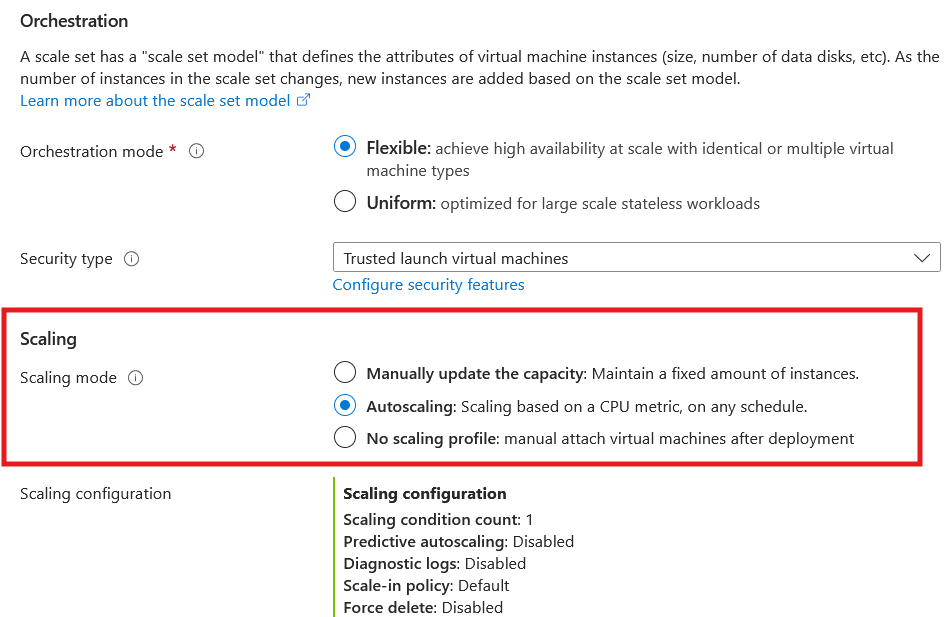 Orchestration
A scale set has a "scale set model" that defines the attributes of virtual machine instances (size, number of data disks, etc). As the
number of instances in the scale set changes, new instances are added based on the scale set model.
Learn more about the scale set model
Orchestration mode *
Flexible: achieve high availability at scale with identical or multiple virtual
machine types
Uniform: optimized for large scale stateless workloads
Security type
Trusted launch virtual machines
Configure security features
Scaling
Scaling mode
Manually update the capacity: Maintain a fixed amount of instances.
Autoscaling: Scaling based on a CPU metric, on any schedule.
No scaling profile: manual attach virtual machines after deployment
Scaling configuration
Scaling configuration
Scaling condition count: 1
Predictive autoscaling: Disabled
Diagnostic logs: Disabled
Scale-in policy: Default
Force delete: Disabled